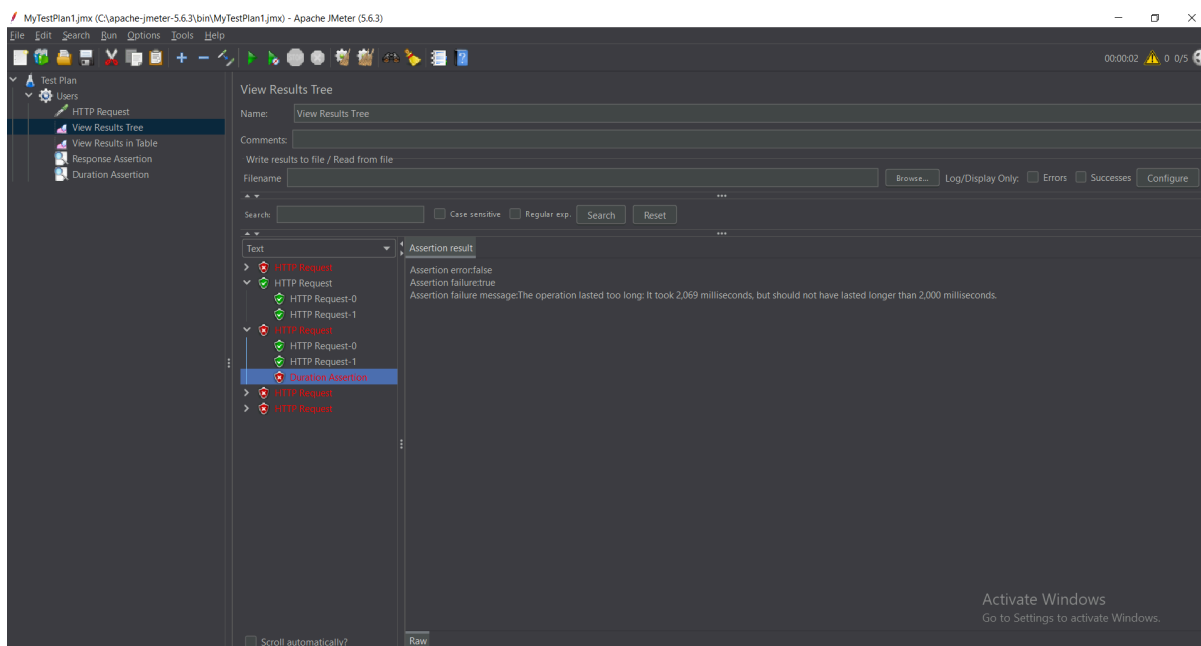 MyTestPlan1.jmx (C:\apache-jmeter-5.6.3\bin\MyTestPlan1.jmx) - Apache JMeter (5.6.3)
File Edit Search Run Options Tools Help
00:00:02 0 0/5
Test Plan
Users
HTTP Request
View Results Tree
View Results in Table
Response Assertion
Duration Assertion
View Results Tree
Name: View Results Tree
Comments:
Write results to file / Read from file
Filename Browse... Log/Display Only: Errors Successes Configure
Search: Case sensitive Regular exp. Search Reset
Text
HTTP Request
HTTP Request
HTTP Request-0
HTTP Request-1
HTTP Request
HTTP Request-0
HTTP Request-1
Duration Assertion
HTTP Request
HTTP Request
Scroll automatically?
Assertion result
Assertion error:false
Assertion failure:true
Assertion failure message:The operation lasted too long: It took 2,069 milliseconds, but should not have lasted longer than 2,000 milliseconds.
Raw
Activate Windows
Go to Settings to activate Windows.